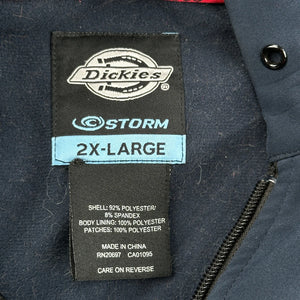 Dickies
STORM
2X-LARGE
SHELL: 92% POLYESTER/
8% SPANDEX
BODY LINING: 100% POLYESTER
PATCHES: 100% POLYESTER
MADE IN CHINA
RN20697 CA01095
CARE ON REVERSE